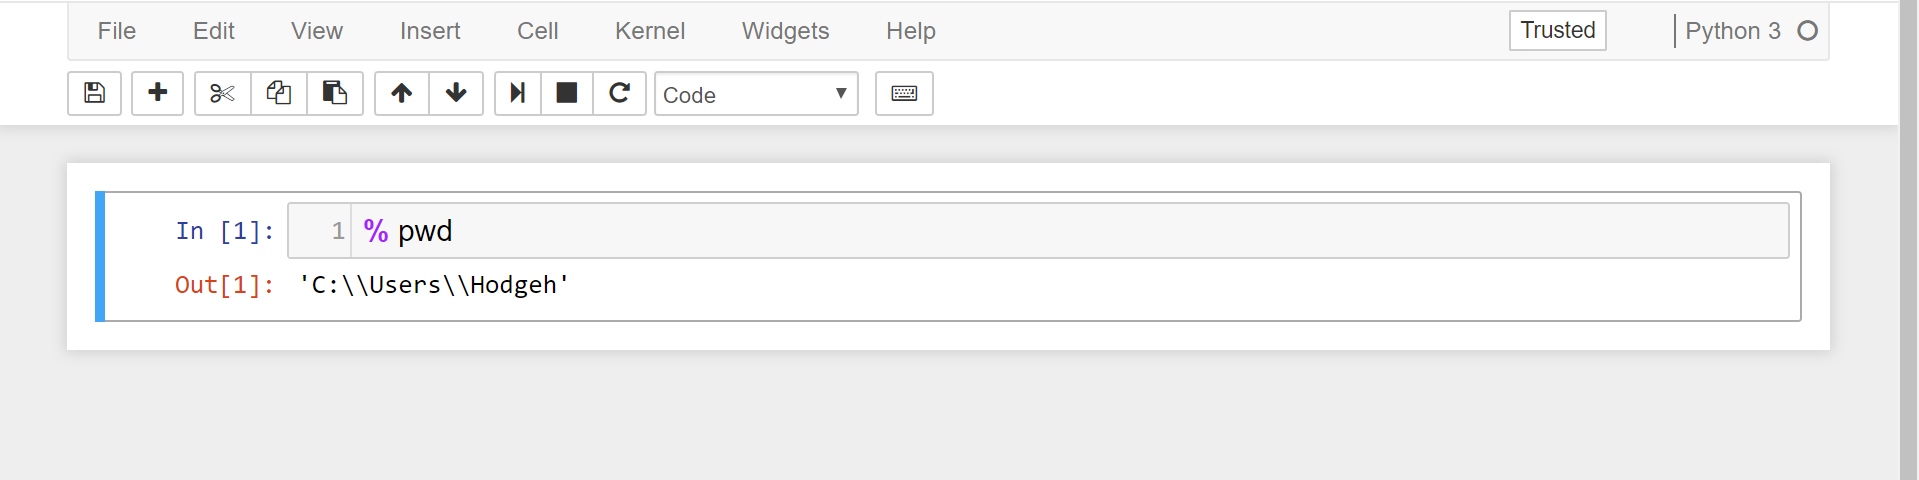 File Edit View Insert Cell Kernel Widgets Help Trusted Python 3
Code
In [1]: 1 % pwd
Out[1]: 'C:\\Users\\Hodgeh'